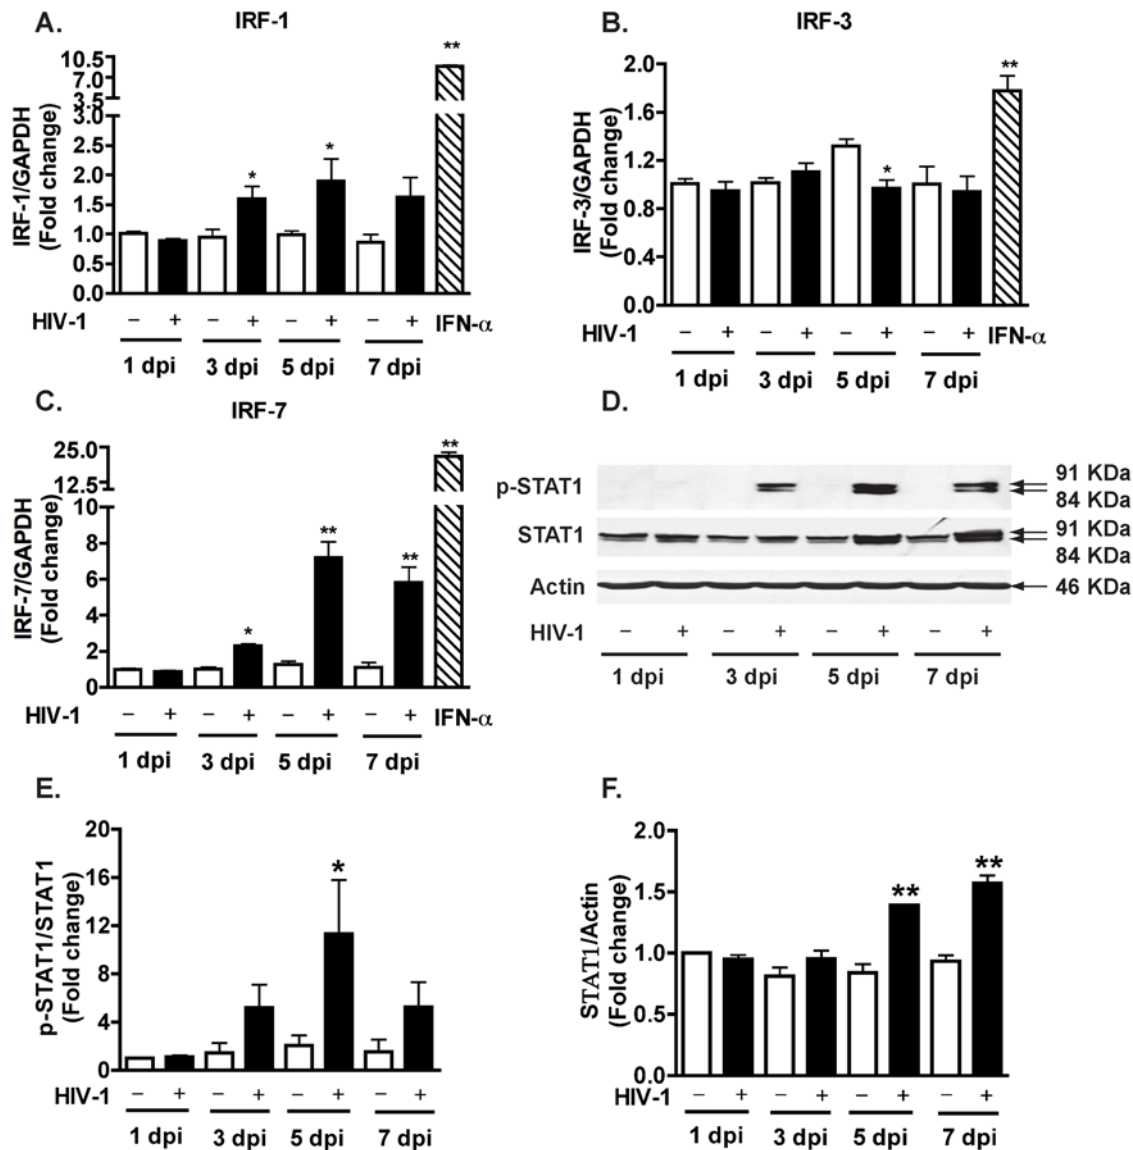 A.
IRF-1
10.5
7.0
3.5
3.0
2.5
2.0
1.5
1.0
0.5
0.0
IRF-1/GAPDH
(Fold change)
* * **
HIV-1 – + – + – + – + IFN-α
1 dpi 3 dpi 5 dpi 7 dpi
B.
IRF-3
2.0
1.6
1.2
0.8
0.4
0.0
IRF-3/GAPDH
(Fold change)
* **
HIV-1 – + – + – + – + IFN-α
1 dpi 3 dpi 5 dpi 7 dpi
C.
IRF-7
25.0
12.5
10
8
6
4
2
0
IRF-7/GAPDH
(Fold change)
* ** ** **
HIV-1 – + – + – + – + IFN-α
1 dpi 3 dpi 5 dpi 7 dpi
D.
p-STAT1 91 KDa
84 KDa
STAT1 91 KDa
84 KDa
Actin 46 KDa
HIV-1 – + – + – + – +
1 dpi 3 dpi 5 dpi 7 dpi
E.
20
16
12
8
4
0
p-STAT1/STAT1
(Fold change)
*
HIV-1 – + – + – + – +
1 dpi 3 dpi 5 dpi 7 dpi
F.
2.0
1.5
1.0
0.5
0.0
STAT1/Actin
(Fold change)
** **
HIV-1 – + – + – + – +
1 dpi 3 dpi 5 dpi 7 dpi